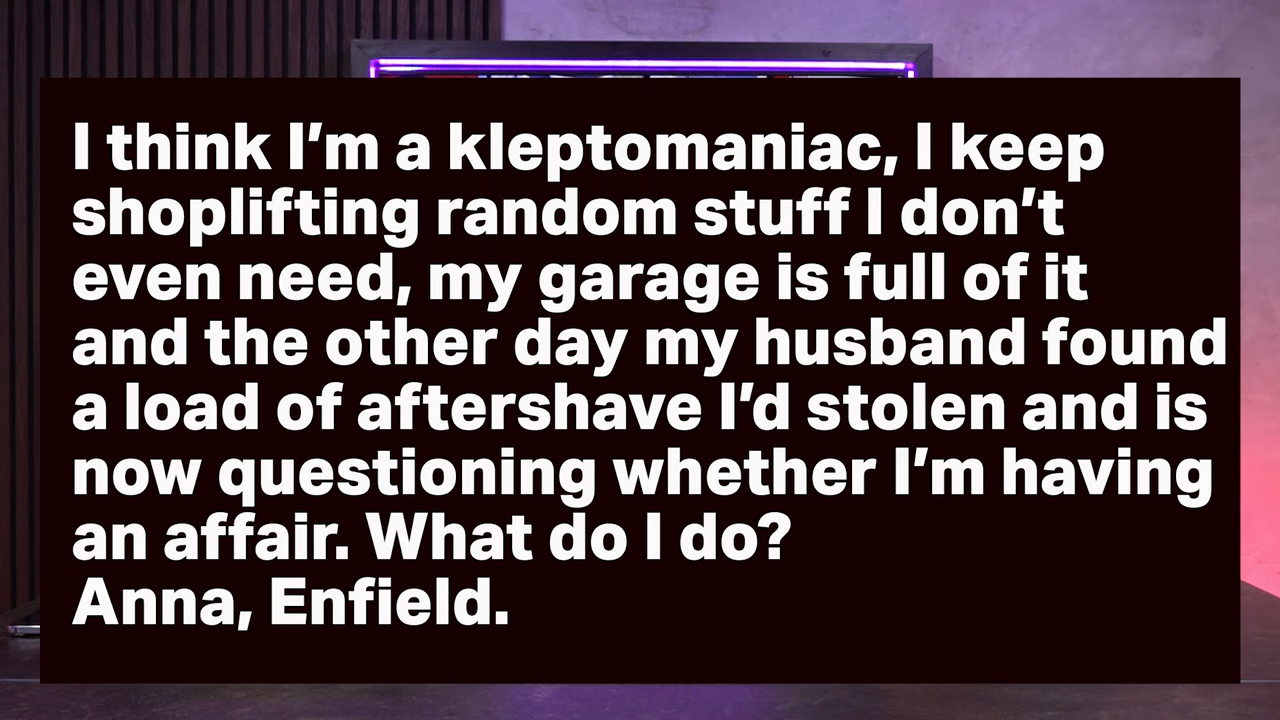 I think I’m a kleptomaniac, I keep
shoplifting random stuff I don’t
even need, my garage is full of it
and the other day my husband found
a load of aftershave I’d stolen and is
now questioning whether I’m having
an affair. What do I do?
Anna, Enfield.